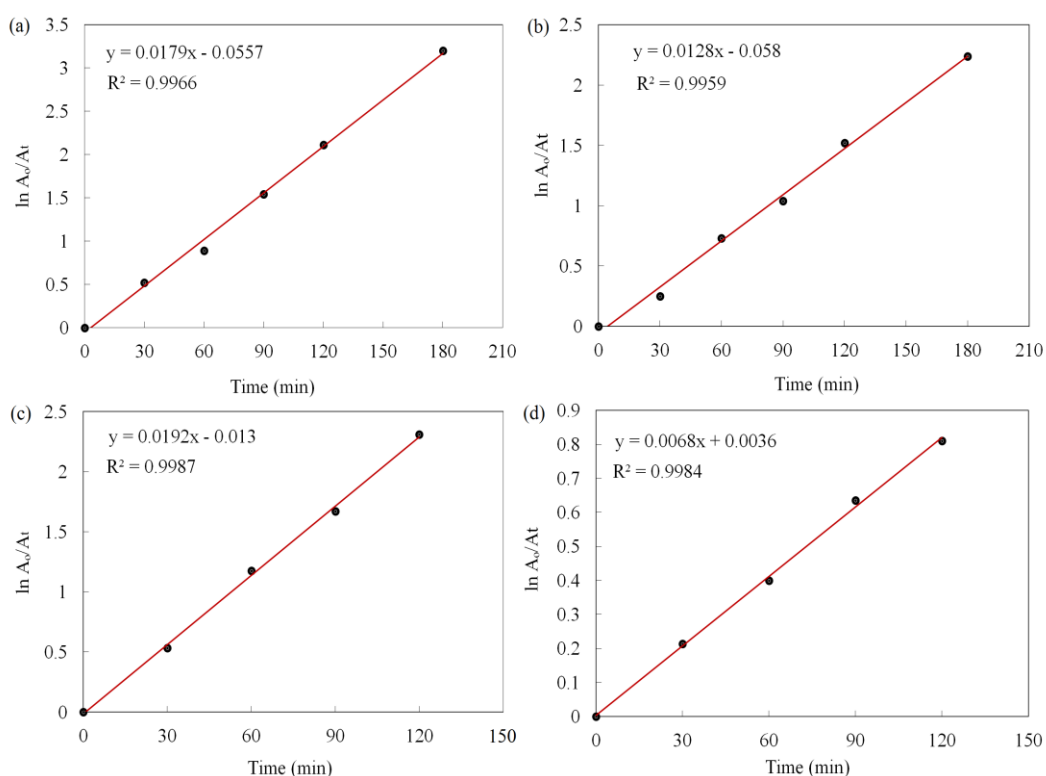 (a)
y = 0.0179x - 0.0557
R² = 0.9966
3.5
3
2.5
2
1.5
1
0.5
0
ln Aₒ/At
0 30 60 90 120 150 180 210
Time (min)
(b)
y = 0.0128x - 0.058
R² = 0.9959
2.5
2
1.5
1
0.5
0
ln Aₒ/At
0 30 60 90 120 150 180 210
Time (min)
(c)
y = 0.0192x - 0.013
R² = 0.9987
2.5
2
1.5
1
0.5
0
ln Aₒ/At
0 30 60 90 120 150
Time (min)
(d)
y = 0.0068x + 0.0036
R² = 0.9984
0.9
0.8
0.7
0.6
0.5
0.4
0.3
0.2
0.1
0
ln Aₒ/At
0 30 60 90 120 150
Time (min)